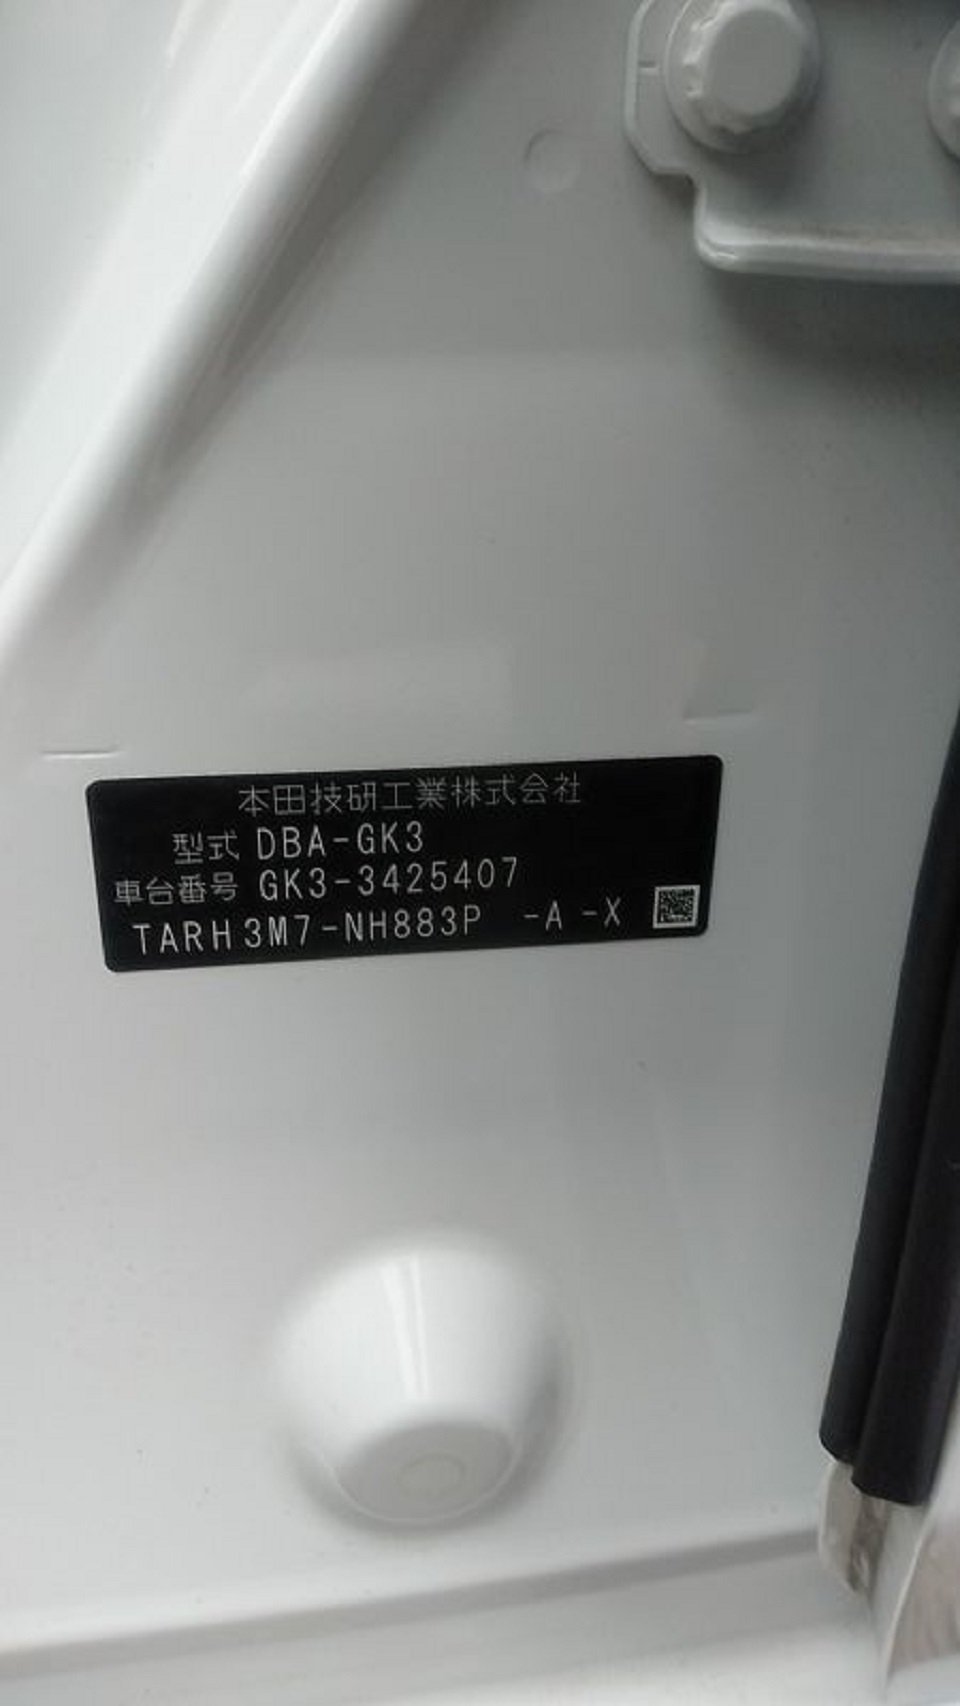 本田技研工業株式会社
型式 DBA-GK3
車台番号 GK3-3425407
TARH3M7-NH883P -A -X